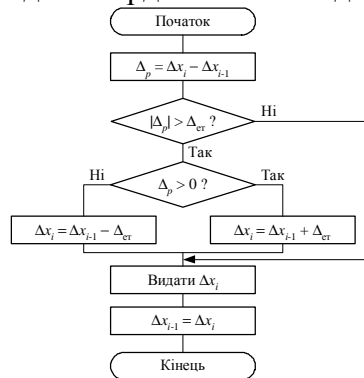 Початок
Δp = Δxi − Δxi-1
|Δp| > Δет ?
Ні
Так
Ні
Δp > 0 ?
Так
Δxi = Δxi-1 − Δет
Δxi = Δxi-1 + Δет
Видати Δxi
Δxi-1 = Δxi
Кінець